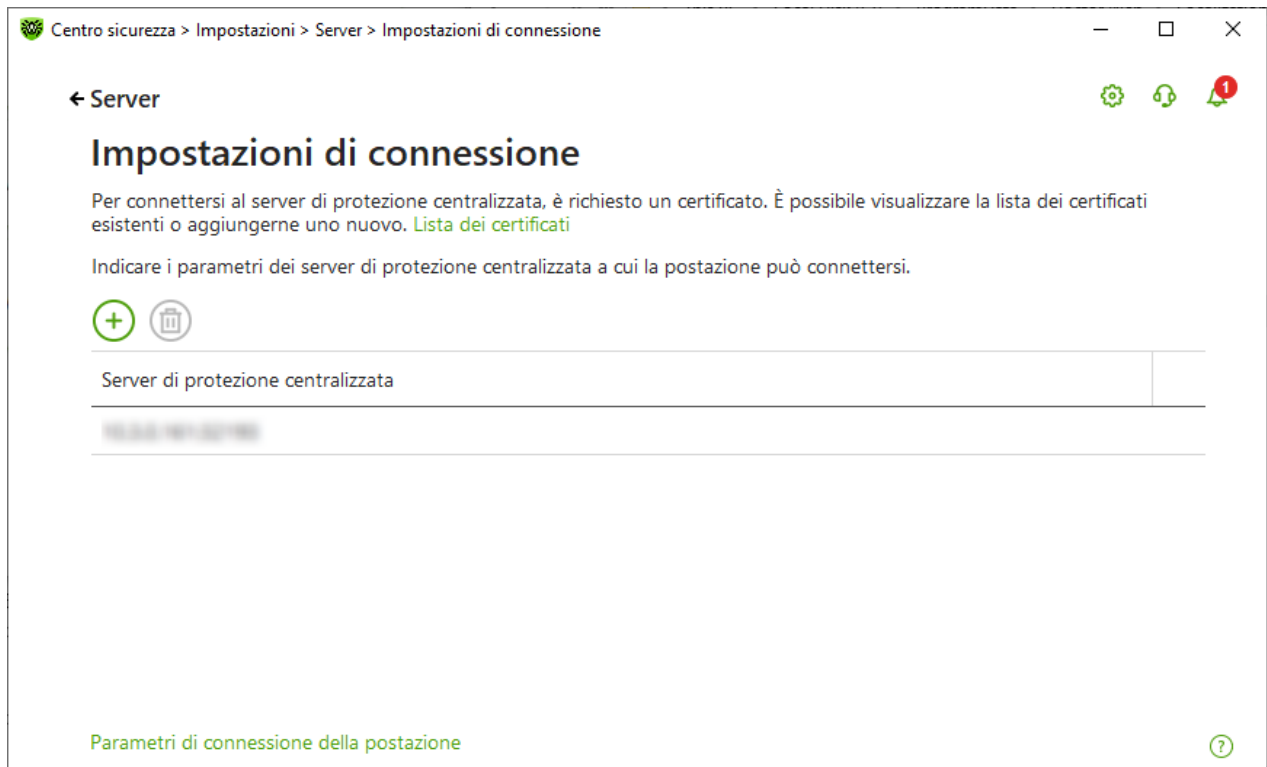 Centro sicurezza > Impostazioni > Server > Impostazioni di connessione
Server
1
Impostazioni di connessione
Per connettersi al server di protezione centralizzata, è richiesto un certificato. È possibile visualizzare la lista dei certificati
esistenti o aggiungerne uno nuovo. Lista dei certificati
Indicare i parametri dei server di protezione centralizzata a cui la postazione può connettersi.
Server di protezione centralizzata
Parametri di connessione della postazione
?